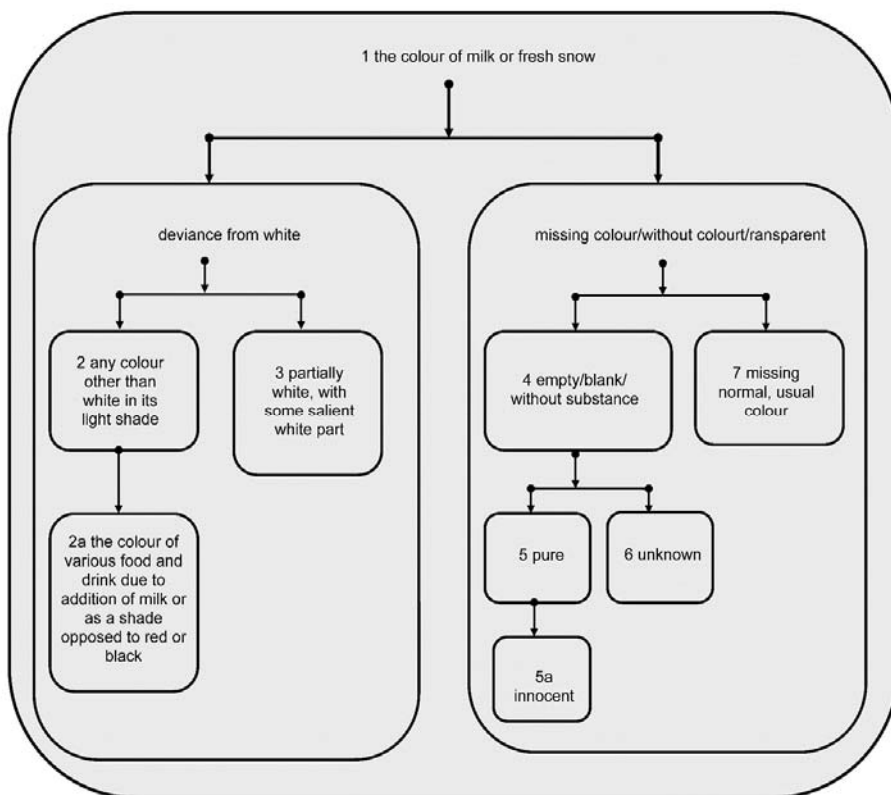 1 the colour of milk or fresh snow
deviance from white
missing colour/without colourt/ransparent
2 any colour
other than
white in its
light shade
3 partially
white, with
some salient
white part
4 empty/blank/
without substance
7 missing
normal, usual
colour
2a the colour of
various food and
drink due to
addition of milk or
as a shade
opposed to red or
black
5 pure
6 unknown
5a
innocent